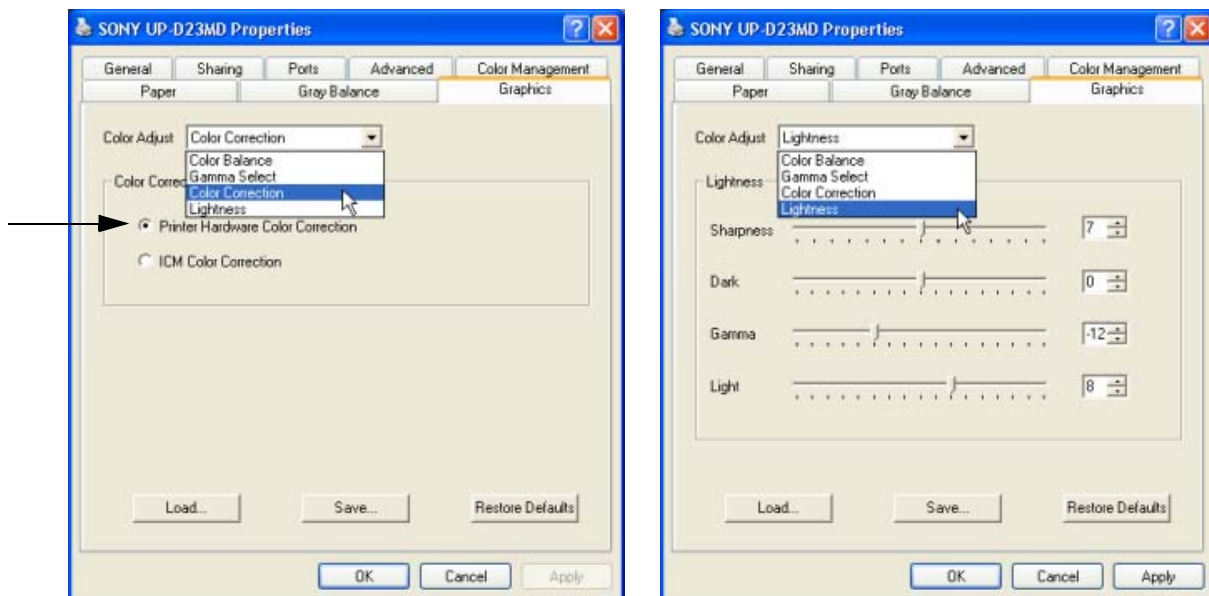 SONY UP-D23MD Properties
General Sharing Ports Advanced Color Management
Paper Gray Balance Graphics
Color Adjust Color Correction
Color Balance
Gamma Select
Color Correction
Lightness
Color Correc
Printer Hardware Color Correction
ICM Color Correction
Load... Save... Restore Defaults
OK Cancel Apply
SONY UP-D23MD Properties
General Sharing Ports Advanced Color Management
Paper Gray Balance Graphics
Color Adjust Lightness
Color Balance
Gamma Select
Color Correction
Lightness
Lightness
Sharpness 7
Dark 0
Gamma -12
Light 8
Load... Save... Restore Defaults
OK Cancel Apply